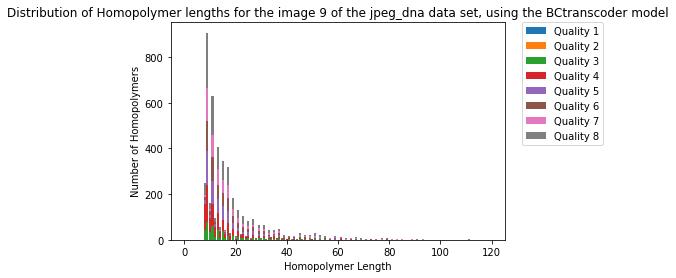 Distribution of Homopolymer lengths for the image 9 of the jpeg_dna data set, using the BCtranscoder model
Number of Homopolymers
800
600
400
200
0
0 20 40 60 80 100 120
Homopolymer Length
Quality 1
Quality 2
Quality 3
Quality 4
Quality 5
Quality 6
Quality 7
Quality 8